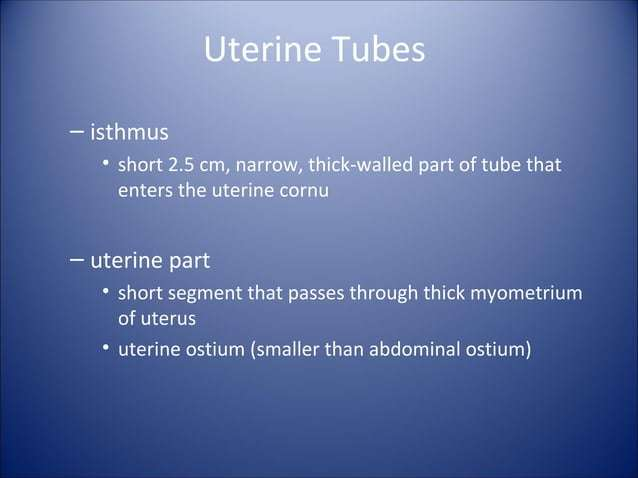 Uterine Tubes
– isthmus
• short 2.5 cm, narrow, thick-walled part of tube that
enters the uterine cornu
– uterine part
• short segment that passes through thick myometrium
of uterus
• uterine ostium (smaller than abdominal ostium)